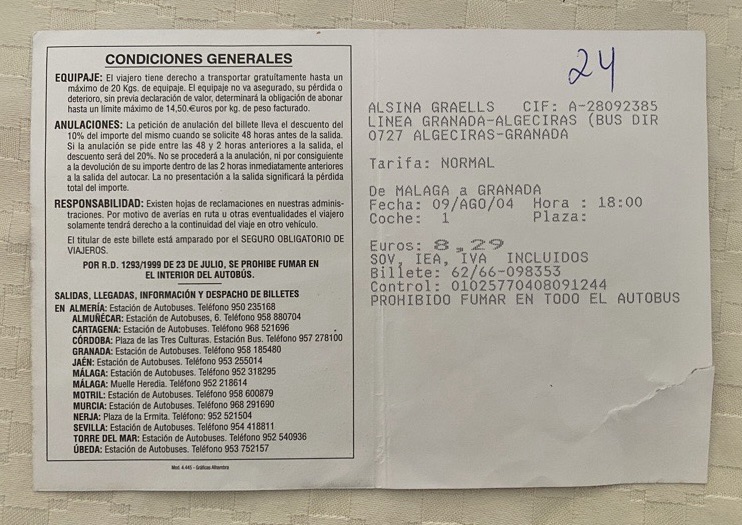 CONDICIONES GENERALES
EQUIPAJE: El viajero tiene derecho a transportar gratuítamente hasta un
máximo de 20 Kgs. de equipaje. El equipaje no va asegurado, su pérdida o
deterioro, sin previa declaración de valor, determinará la obligación de abonar
hasta un límite máximo de 14,50 €uros por kg. de peso facturado.
ANULACIONES: La petición de anulación del billete lleva el descuento del
10% del importe del mismo cuando se solicite 48 horas antes de la salida.
Si la anulación se pide entre las 48 y 2 horas anteriores a la salida, el
descuento será del 20%. No se procederá a la anulación, ni por consiguiente
a la devolución de su importe dentro de las 2 horas inmediatamente anteriores
a la salida del autocar. La no presentación a la salida significará la pérdida
total del importe.
RESPONSABILIDAD: Existen hojas de reclamaciones en nuestras adminis-
traciones. Por motivo de averías en ruta u otras eventualidades el viajero
solamente tendrá derecho a la continuidad del viaje en otro vehículo.
El titular de este billete está amparado por el SEGURO OBLIGATORIO DE
VIAJEROS.
POR R.D. 1293/1999 DE 23 DE JULIO, SE PROHIBE FUMAR EN
EL INTERIOR DEL AUTOBÚS.
SALIDAS, LLEGADAS, INFORMACIÓN Y DESPACHO DE BILLETES
EN ALMERÍA: Estación de Autobuses. Teléfono 950 235168
ALMUÑÉCAR: Estación de Autobuses, 6. Teléfono 958 880704
CARTAGENA: Estación de Autobuses. Teléfono 968 521696
CÓRDOBA: Plaza de las Tres Culturas. Estación Bus. Teléfono 957 278100
GRANADA: Estación de Autobuses. Teléfono 958 185480
JAÉN: Estación de Autobuses. Teléfono 953 255014
MÁLAGA: Estación de Autobuses. Teléfono 952 318295
MÁLAGA: Muelle Heredia. Teléfono 952 218614
MOTRIL: Estación de Autobuses. Teléfono 958 600879
MURCIA: Estación de Autobuses. Teléfono 968 291690
NERJA: Plaza de la Ermita. Teléfono: 952 521504
SEVILLA: Estación de Autobuses. Teléfono 954 418811
TORRE DEL MAR: Estación de Autobuses. Teléfono 952 540936
ÚBEDA: Estación de Autobuses. Teléfono 953 752157
Mod. 4.445 - Gráficas Alhambra
24
ALSINA GRAELLS CIF: A-28092385
LINEA GRANADA-ALGECIRAS (BUS DIR
0727 ALGECIRAS-GRANADA
Tarifa: NORMAL
De MALAGA a GRANADA
Fecha: 09/AGO/04 Hora : 18:00
Coche: 1 Plaza:
Euros: 8,29
SOV, IEA, IVA INCLUIDOS
Billete: 62/66-098353
Control: 01025770408091244
PROHIBIDO FUMAR EN TODO EL AUTOBUS